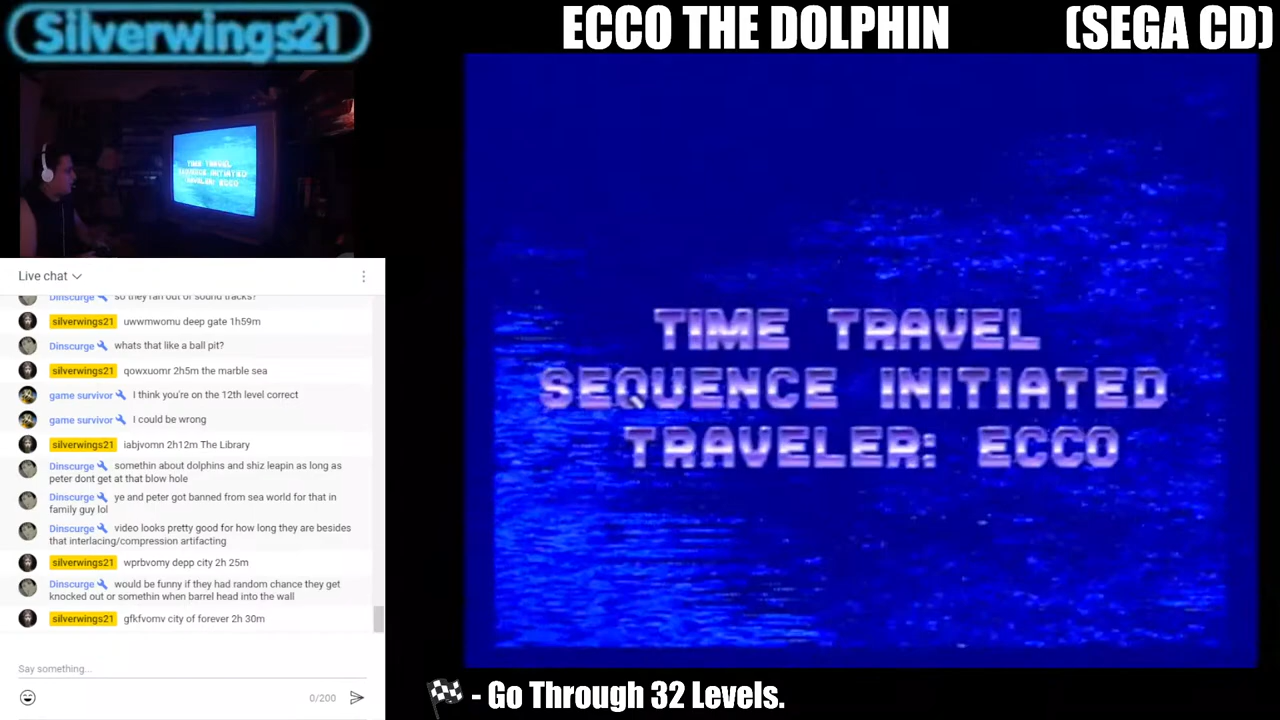 Silverwings21
ECCO THE DOLPHIN
(SEGA CD)
TIME TRAVEL
SEQUENCE INITIATED
TRAVELER: ECCO
Live chat
Dinscurge so they ran out of sound tracks?
silverwings21 uwwmwomu deep gate 1h59m
Dinscurge whats that like a ball pit?
silverwings21 qowxuomr 2h5m the marble sea
game survivor I think you're on the 12th level correct
game survivor I could be wrong
silverwings21 iabjvomn 2h12m The Library
Dinscurge somethin about dolphins and shiz leapin as long as
peter dont get at that blow hole
Dinscurge ye and peter got banned from sea world for that in
family guy lol
Dinscurge video looks pretty good for how long they are besides
that interlacing/compression artifacting
silverwings21 wprbvomy depp city 2h 25m
Dinscurge would be funny if they had random chance they get
knocked out or somethin when barrel head into the wall
silverwings21 gfkfvomv city of forever 2h 30m
Say something...
0/200
TIME TRAVEL
SEQUENCE INITIATED
TRAVELER: ECCO
- Go Through 32 Levels.